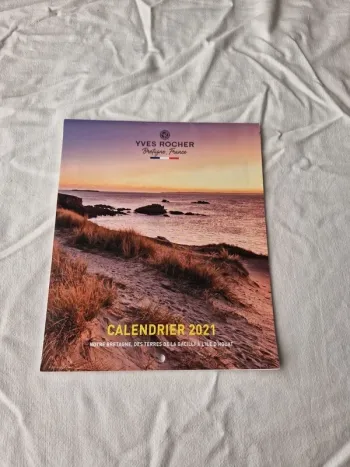 YVES ROCHER
Bretagne, France
CALENDRIER 2021
NOTRE BRETAGNE, DES TERRES DE LA GACILLY À L'ÎLE D'HOUAT